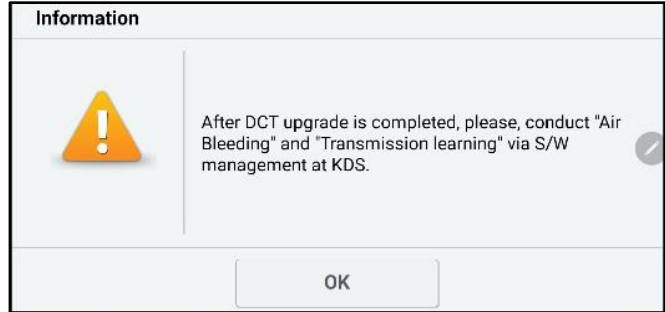 Information
After DCT upgrade is completed, please, conduct "Air
Bleeding" and "Transmission learning" via S/W
management at KDS.
OK